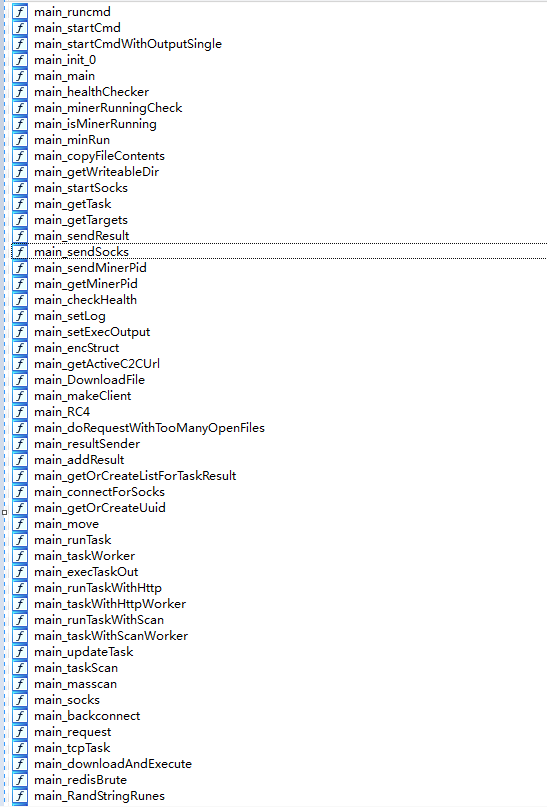 main_runcmd
main_startCmd
main_startCmdWithOutputSingle
main_init_0
main_main
main_healthChecker
main_minerRunningCheck
main_isMinerRunning
main_minRun
main_copyFileContents
main_getWriteableDir
main_startSocks
main_getTask
main_getTargets
main_sendResult
main_sendSocks
main_sendMinerPid
main_getMinerPid
main_checkHealth
main_setLog
main_setExecOutput
main_encStruct
main_getActiveC2CUrl
main_DownloadFile
main_makeClient
main_RC4
main_doRequestWithTooManyOpenFiles
main_resultSender
main_addResult
main_getOrCreateListForTaskResult
main_connectForSocks
main_getOrCreateUuid
main_move
main_runTask
main_taskWorker
main_execTaskOut
main_runTaskWithHttp
main_taskWithHttpWorker
main_runTaskWithScan
main_taskWithScanWorker
main_updateTask
main_taskScan
main_masscan
main_socks
main_backconnect
main_request
main_tcpTask
main_downloadAndExecute
main_redisBrute
main_RandStringRunes